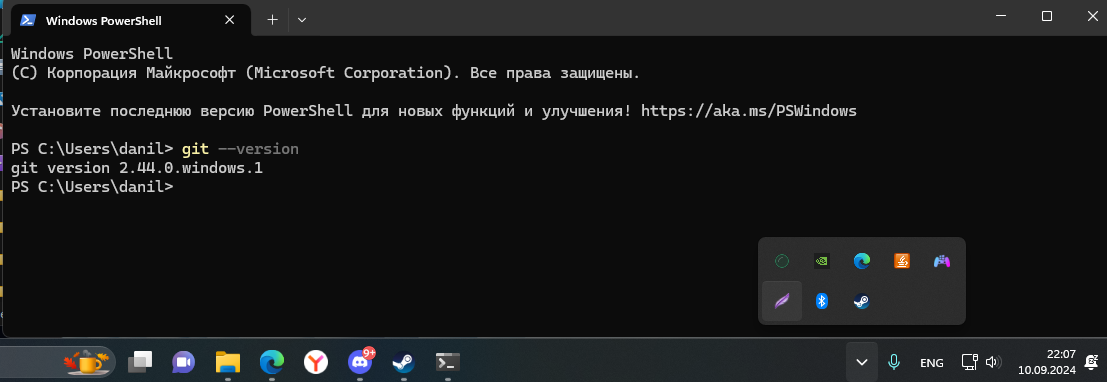 Windows PowerShell
Windows PowerShell
(C) Корпорация Майкрософт (Microsoft Corporation). Все права защищены.
Установите последнюю версию PowerShell для новых функций и улучшения! https://aka.ms/PSWindows
PS C:\Users\danil> git --version
git version 2.44.0.windows.1
PS C:\Users\danil>
9+
ENG
22:07
10.09.2024